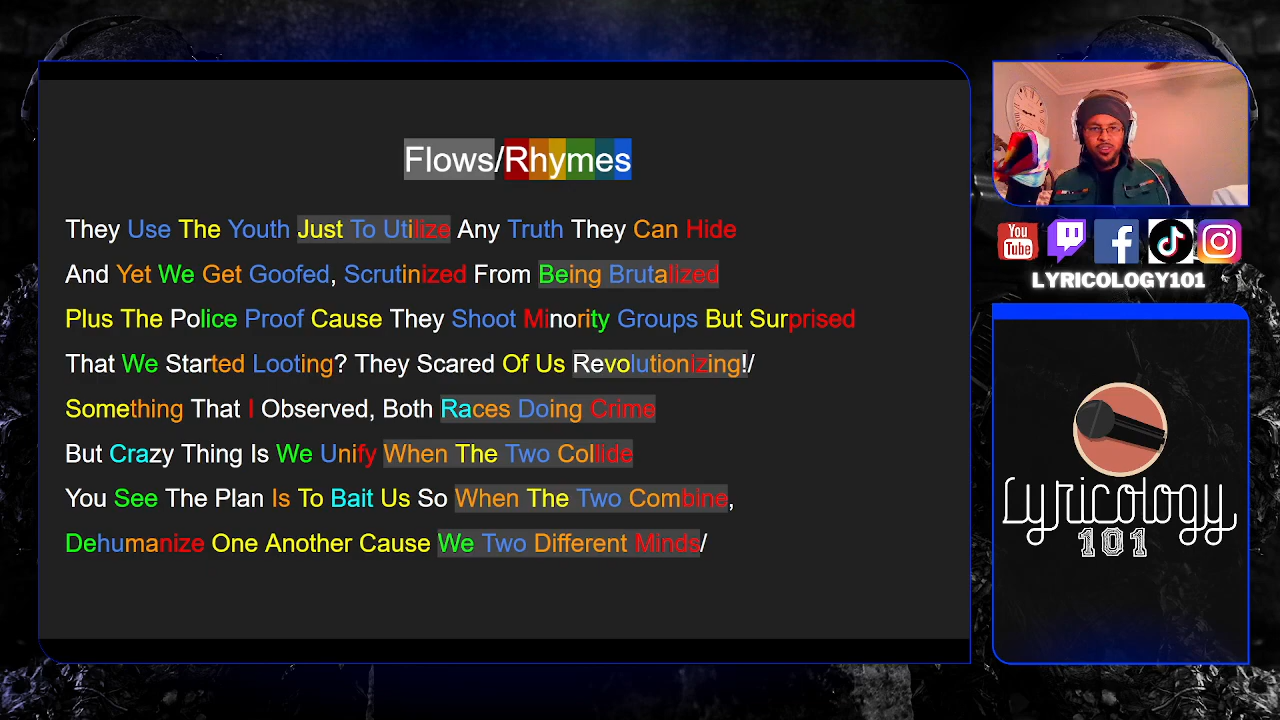 Flows/Rhymes
They Use The Youth Just To Utilize Any Truth They Can Hide
And Yet We Get Goofed, Scrutinized From Being Brutalized
Plus The Police Proof Cause They Shoot Minority Groups But Surprised
That We Started Looting? They Scared Of Us Revolutionizing!/
Something That I Observed, Both Races Doing Crime
But Crazy Thing Is We Unify When The Two Collide
You See The Plan Is To Bait Us So When The Two Combine,
Dehumanize One Another Cause We Two Different Minds/
You
Tube
LYRICOLOGY101
Lyricology
101